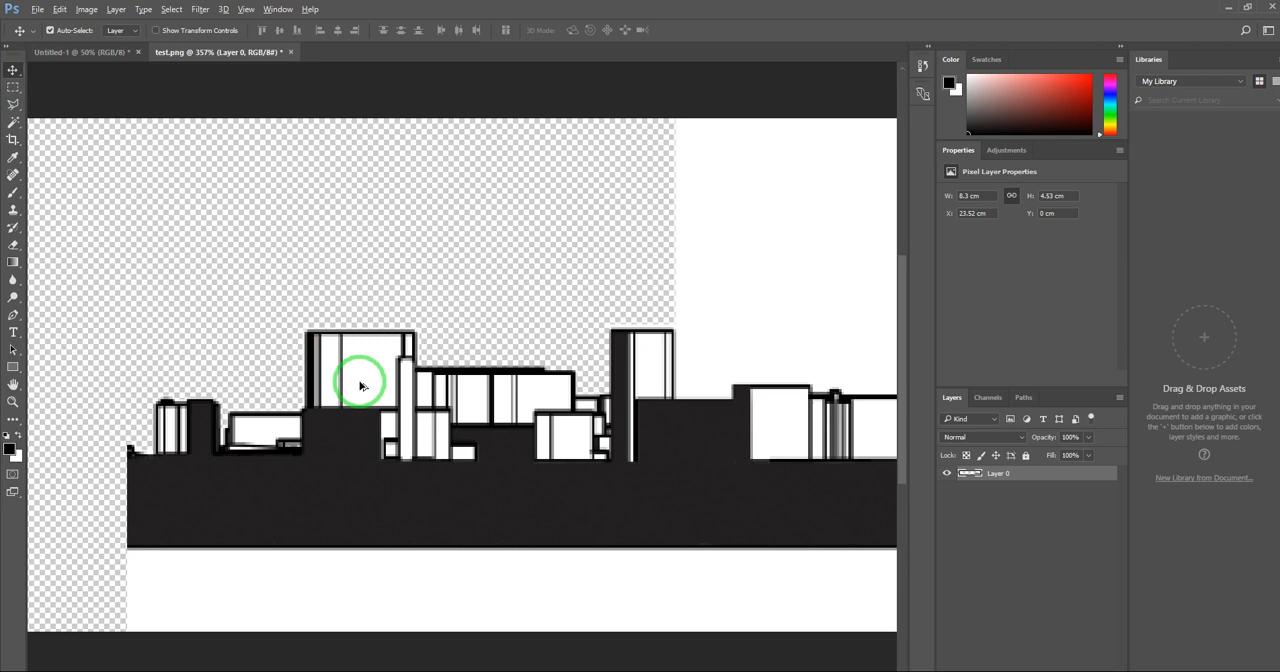 Ps File Edit Image Layer Type Select Filter 3D View Window Help
Auto-Select: Layer Show Transform Controls 3D Mode:
Untitled-1 @ 50% (RGB/8) * × test.png @ 357% (Layer 0, RGB/8#) * ×
Color Swatches
Libraries
My Library
Search Current Library
Properties Adjustments
Pixel Layer Properties
W: 8.3 cm H: 4.53 cm
X: 23.52 cm Y: 0 cm
Drag & Drop Assets
Drag and drop anything in your
document to add a graphic, or click
the '+' button below to add colors,
layer styles and more.
New Library from Document...
Layers Channels Paths
Kind
Normal Opacity: 100%
Lock: Fill: 100%
Layer 0